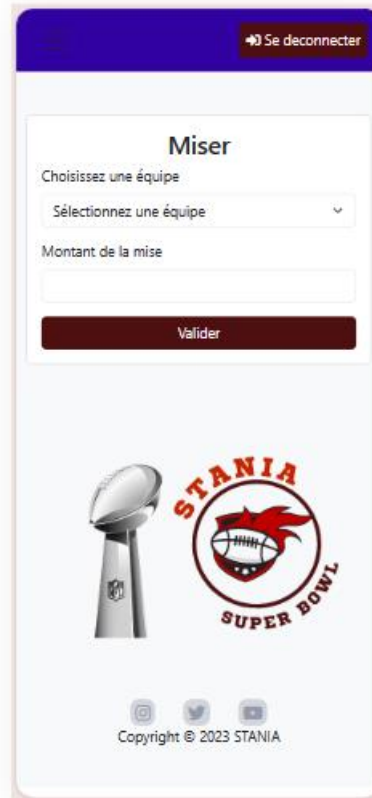 Se deconnecter
Miser
Choisissez une équipe
Sélectionnez une équipe
Montant de la mise
Valider
STANIA
SUPER BOWL
NFL
Copyright © 2023 STANIA